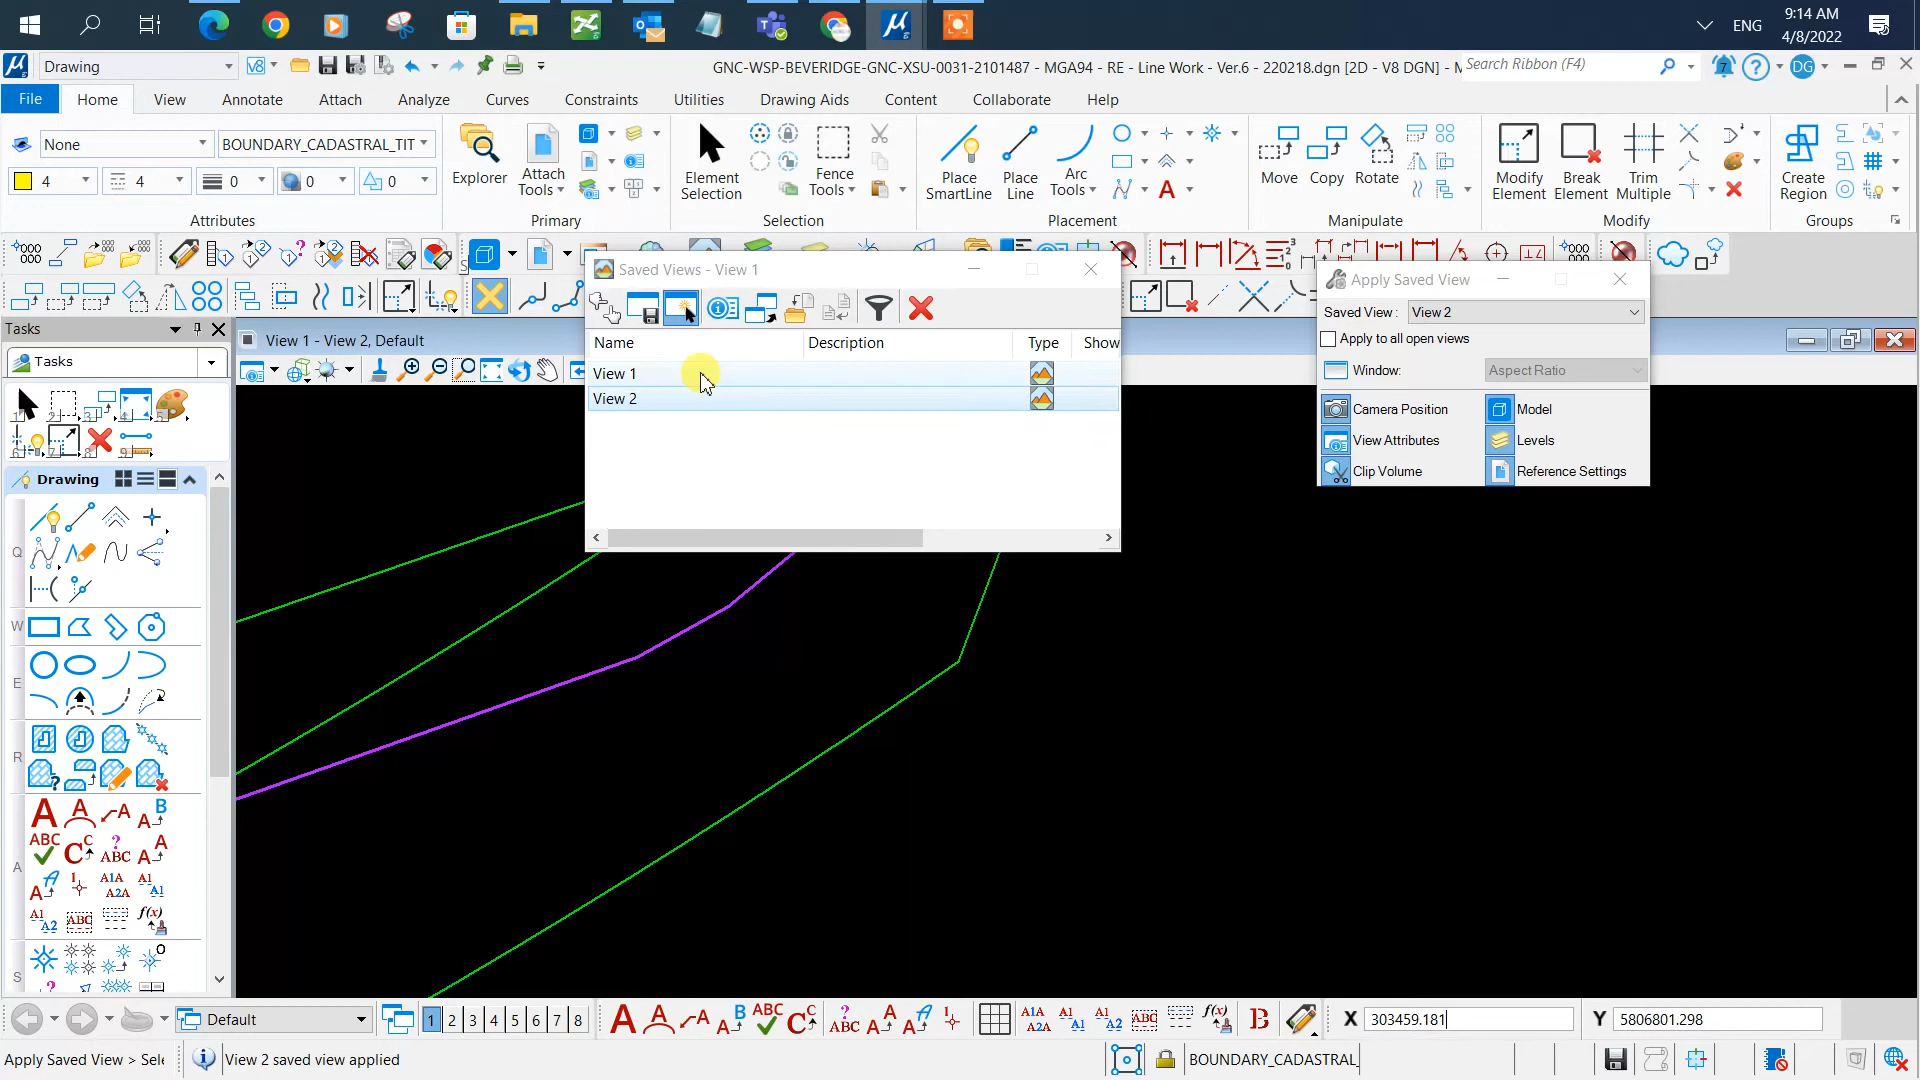 ENG
9:14 AM
4/8/2022
Drawing
V8
GNC-WSP-BEVERIDGE-GNC-XSU-0031-2101487 - MGA94 - RE - Line Work - Ver.6 - 220218.dgn [2D - V8 DGN] - M
Search Ribbon (F4)
7
DG
File
Home
View
Annotate
Attach
Analyze
Curves
Constraints
Utilities
Drawing Aids
Content
Collaborate
Help
None
BOUNDARY_CADASTRAL_TIT
4
4
0
0
0
Attributes
Explorer
Attach Tools
Primary
Element Selection
Fence Tools
Selection
Place SmartLine
Place Line
Arc Tools
Placement
Move
Copy
Rotate
Manipulate
Modify Element
Break Element
Trim Multiple
Modify
Create Region
Groups
Tasks
Tasks
Drawing
Q
W
E
R
A
S
View 1 - View 2, Default
Saved Views - View 1
Name
Description
Type
Show
View 1
View 2
Apply Saved View
Saved View :
View 2
Apply to all open views
Window:
Aspect Ratio
Camera Position
Model
View Attributes
Levels
Clip Volume
Reference Settings
Default
1 2 3 4 5 6 7 8
X
303459.181
Y
5806801.298
Apply Saved View > Sele
View 2 saved view applied
BOUNDARY_CADASTRAL_